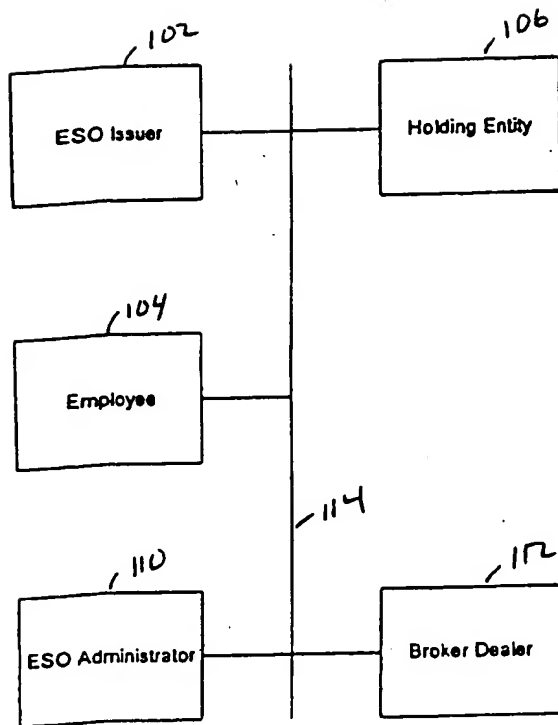 102
106
ESO Issuer
Holding Entity
104
Employee
114
110
112
ESO Administrator
Broker Dealer